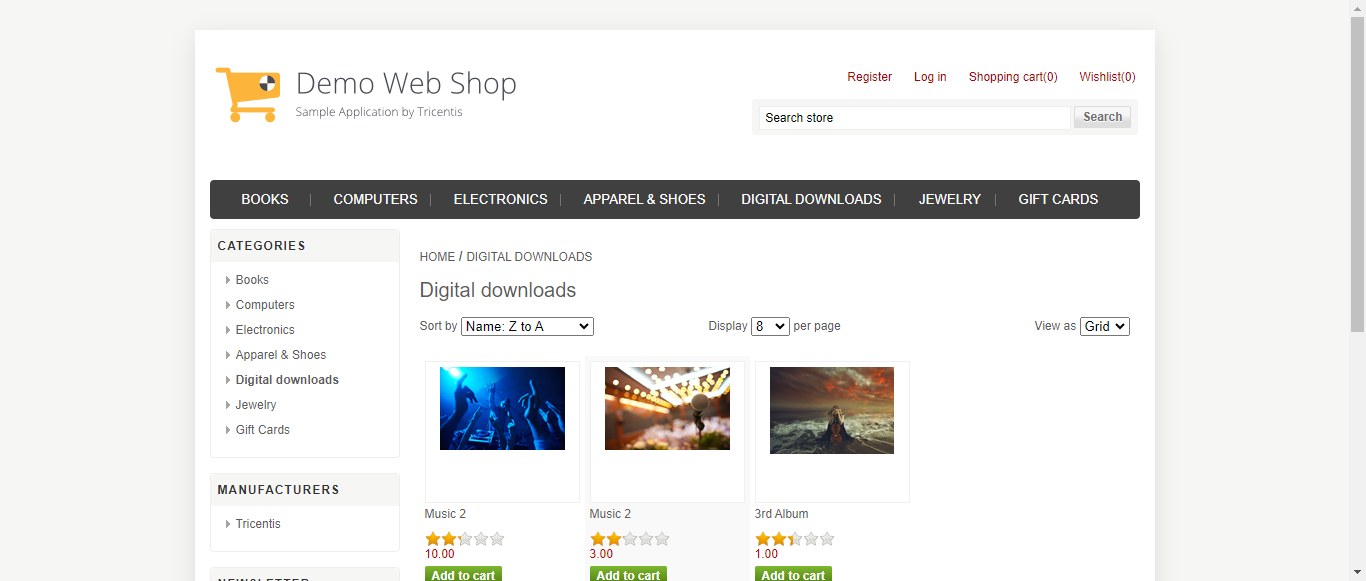 Demo Web Shop
Sample Application by Tricentis
Register Log in Shopping cart(0) Wishlist(0)
Search store Search
BOOKS COMPUTERS ELECTRONICS APPAREL & SHOES DIGITAL DOWNLOADS JEWELRY GIFT CARDS
CATEGORIES
Books
Computers
Electronics
Apparel & Shoes
Digital downloads
Jewelry
Gift Cards
MANUFACTURERS
Tricentis
NEWSLETTER
HOME / DIGITAL DOWNLOADS
Digital downloads
Sort by Name: Z to A Display 8 per page View as Grid
Music 2 Music 2 3rd Album
10.00 3.00 1.00
Add to cart Add to cart Add to cart